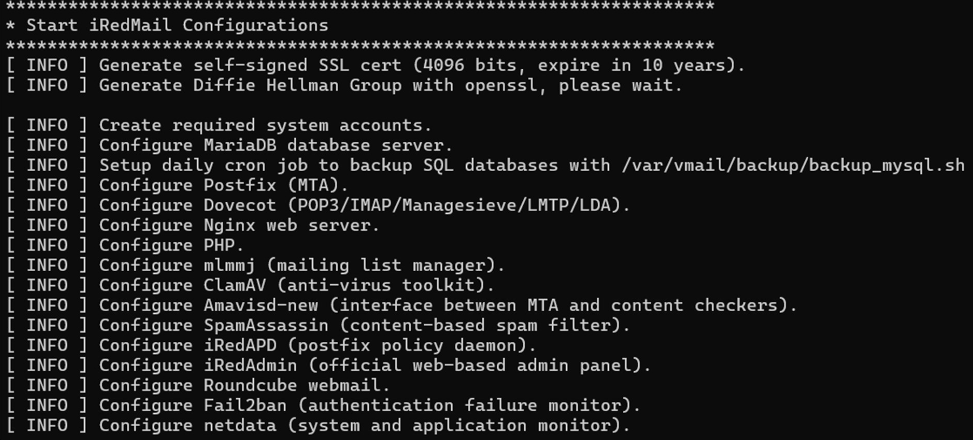 ********************************************************************
* Start iRedMail Configurations
********************************************************************
[ INFO ] Generate self-signed SSL cert (4096 bits, expire in 10 years).
[ INFO ] Generate Diffie Hellman Group with openssl, please wait.
[ INFO ] Create required system accounts.
[ INFO ] Configure MariaDB database server.
[ INFO ] Setup daily cron job to backup SQL databases with /var/vmail/backup/backup_mysql.sh
[ INFO ] Configure Postfix (MTA).
[ INFO ] Configure Dovecot (POP3/IMAP/Managesieve/LMTP/LDA).
[ INFO ] Configure Nginx web server.
[ INFO ] Configure PHP.
[ INFO ] Configure mlmmj (mailing list manager).
[ INFO ] Configure ClamAV (anti-virus toolkit).
[ INFO ] Configure Amavisd-new (interface between MTA and content checkers).
[ INFO ] Configure SpamAssassin (content-based spam filter).
[ INFO ] Configure iRedAPD (postfix policy daemon).
[ INFO ] Configure iRedAdmin (official web-based admin panel).
[ INFO ] Configure Roundcube webmail.
[ INFO ] Configure Fail2ban (authentication failure monitor).
[ INFO ] Configure netdata (system and application monitor).